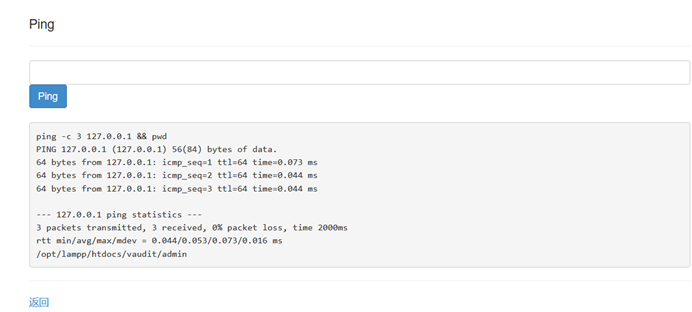 Ping
Ping
ping -c 3 127.0.0.1 && pwd
PING 127.0.0.1 (127.0.0.1) 56(84) bytes of data.
64 bytes from 127.0.0.1: icmp_seq=1 ttl=64 time=0.073 ms
64 bytes from 127.0.0.1: icmp_seq=2 ttl=64 time=0.044 ms
64 bytes from 127.0.0.1: icmp_seq=3 ttl=64 time=0.044 ms
--- 127.0.0.1 ping statistics ---
3 packets transmitted, 3 received, 0% packet loss, time 2000ms
rtt min/avg/max/mdev = 0.044/0.053/0.073/0.016 ms
/opt/lampp/htdocs/vaudit/admin
返回